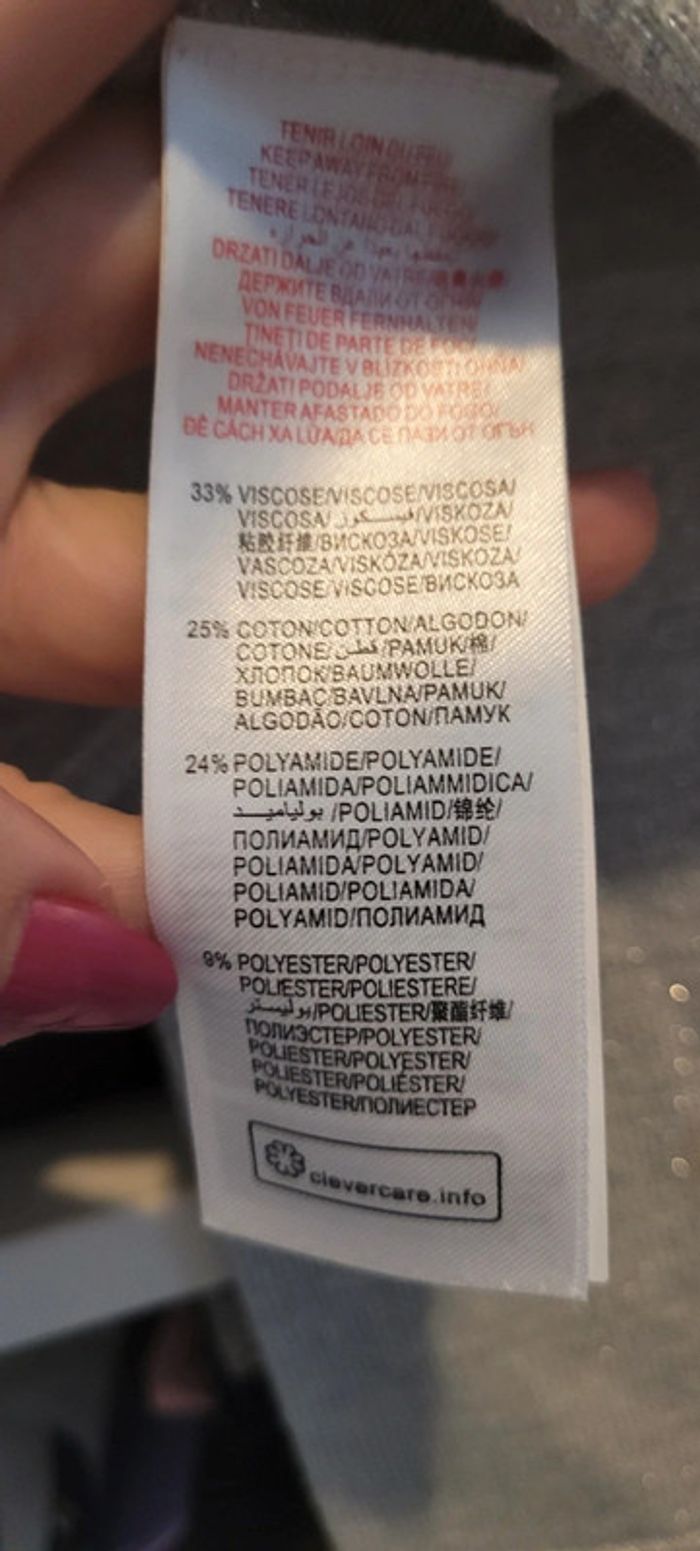 TENIR LOIN DU FEU/
KEEP AWAY FROM FIRE/
TENER LEJOS DEL FUEGO/
TENERE LONTANO DAL FUOCO/
DRZATI DALJE OD VATRE/
ДЕРЖИТЕ ВДАЛИ ОТ ОГНЯ/
VON FEUER FERNHALTEN/
ȚINEȚI DE PARTE DE FOC/
NENECHÁVAJTE V BLÍZKOSTI OHŇA/
DRŽATI PODALJE OD VATRE/
MANTER AFASTADO DO FOGO/
ĐÊ CÁCH XA LỬA/ДА СЕ ПАЗИ ОТ ОГЪН
33% VISCOSE/VISCOSE/VISCOSA/
VISCOSA/فيسكوز/VISKOZA/
粘胶纤维/ВИСКОЗА/VISKOSE/
VASCOZA/VISKÓZA/VISKOZA/
VISCOSE/VISCOSE/ВИСКОЗА
25% COTON/COTTON/ALGODON/
COTONE/قطن/PAMUK/棉/
ХЛОПОК/BAUMWOLLE/
BUMBAC/BAVLNA/PAMUK/
ALGODÃO/COTON/ПАМУК
24% POLYAMIDE/POLYAMIDE/
POLIAMIDA/POLIAMMIDICA/
بولياميد/POLIAMID/锦纶/
ПОЛИАМИД/POLYAMID/
POLIAMIDA/POLYAMID/
POLIAMID/POLIAMIDA/
POLYAMID/ПОЛИАМИД
9% POLYESTER/POLYESTER/
POLIESTER/POLIESTERE/
بوليستر/POLIESTER/聚酯纤维/
ПОЛИЭСТЕР/POLYESTER/
POLIESTER/POLYESTER/
POLIESTER/POLIÉSTER/
POLYESTER/ПОЛИЕСТЕР
clevercare.info